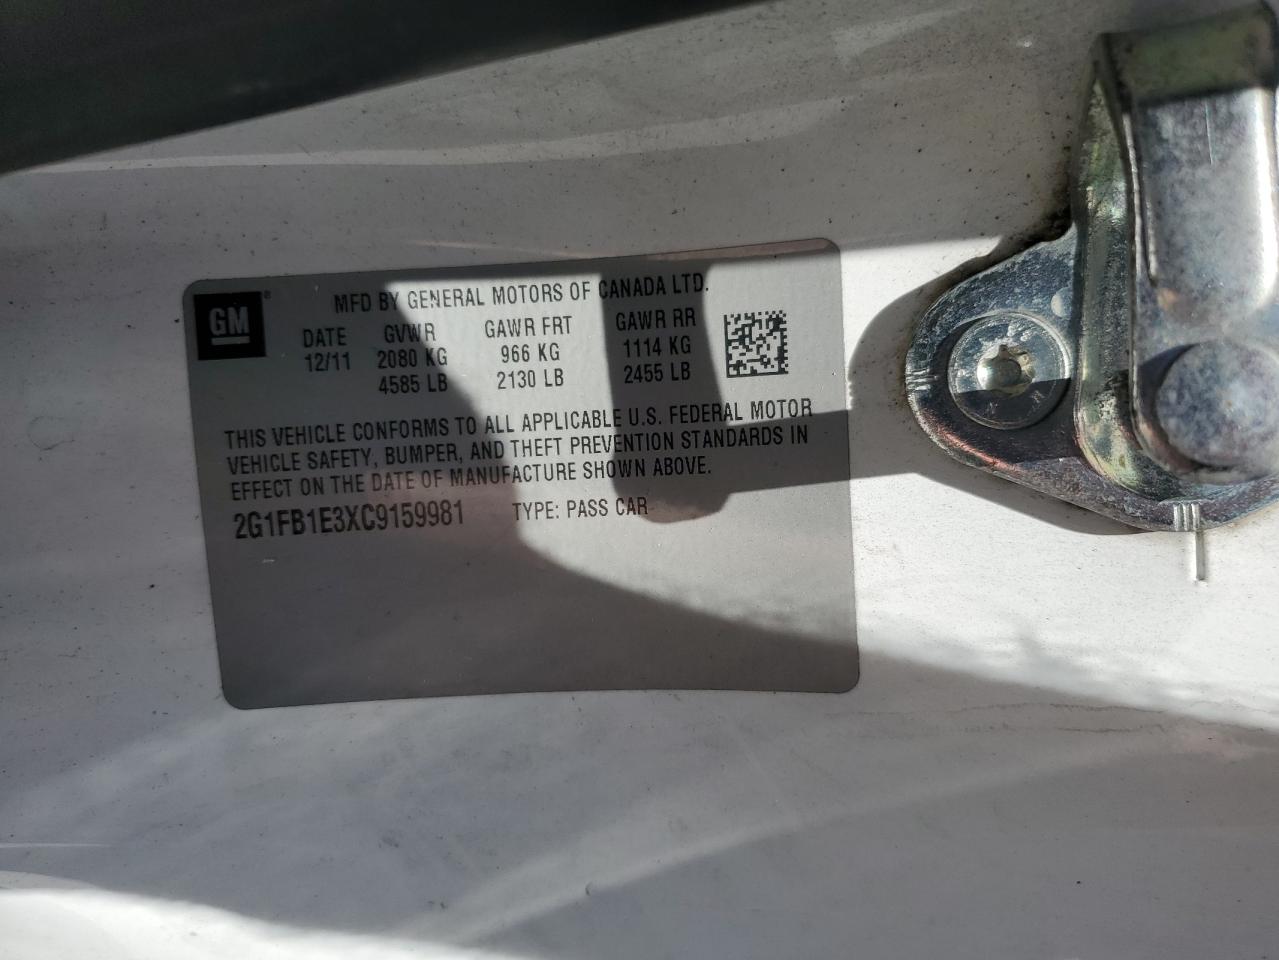 GM®
MFD BY GENERAL MOTORS OF CANADA LTD.
DATE GVWR GAWR FRT GAWR RR
12/11 2080 KG 966 KG 1114 KG
4585 LB 2130 LB 2455 LB
THIS VEHICLE CONFORMS TO ALL APPLICABLE U.S. FEDERAL MOTOR
VEHICLE SAFETY, BUMPER, AND THEFT PREVENTION STANDARDS IN
EFFECT ON THE DATE OF MANUFACTURE SHOWN ABOVE.
2G1FB1E3XC9159981 TYPE: PASS CAR